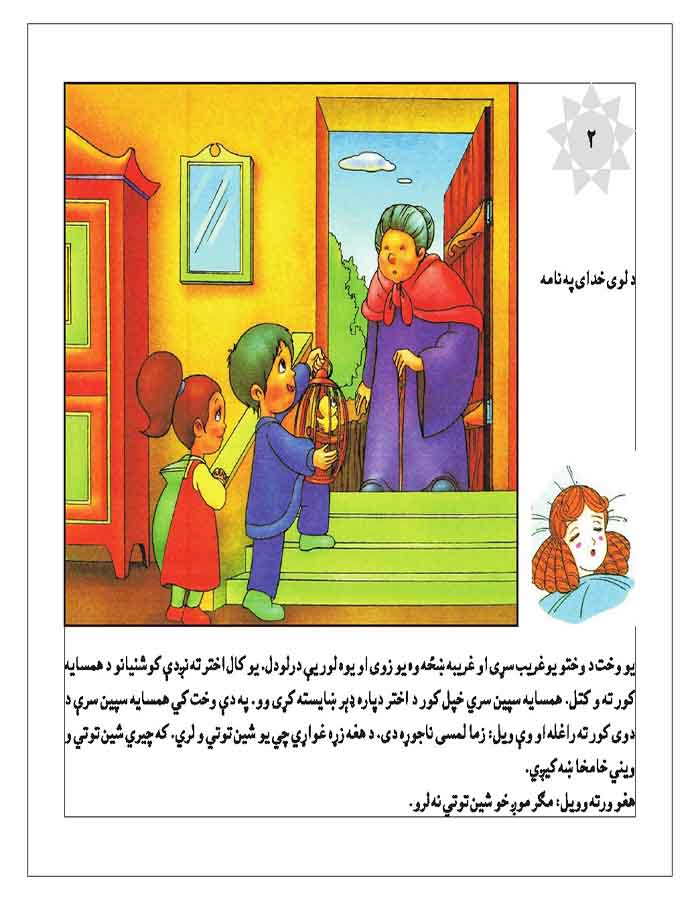 ۲
د لوی خدای په نامه
یو وخت د وختو یو غریب سړی او غریبه ښځه وه یو زوی او یوه لور یې درلودل. یو کال اختر ته نږدې کوشنیانو د همسایه
کور ته و کتل. همسایه سپین سرې خپل کور د اختر دپاره ډېر ښایسته کړی وو. په دې وخت کې همسایه سپین سرې د
دوی کور ته راغله او وې ویل: زما لمسی ناجوړه دی. د هغه زړه غواړي چې یو شین توتي و لري. که چیرې شین توتي و
ویني خامخا ښه کیږي.
هغو ورته وویل: مګر موږ خو شین توتي نه لرو.